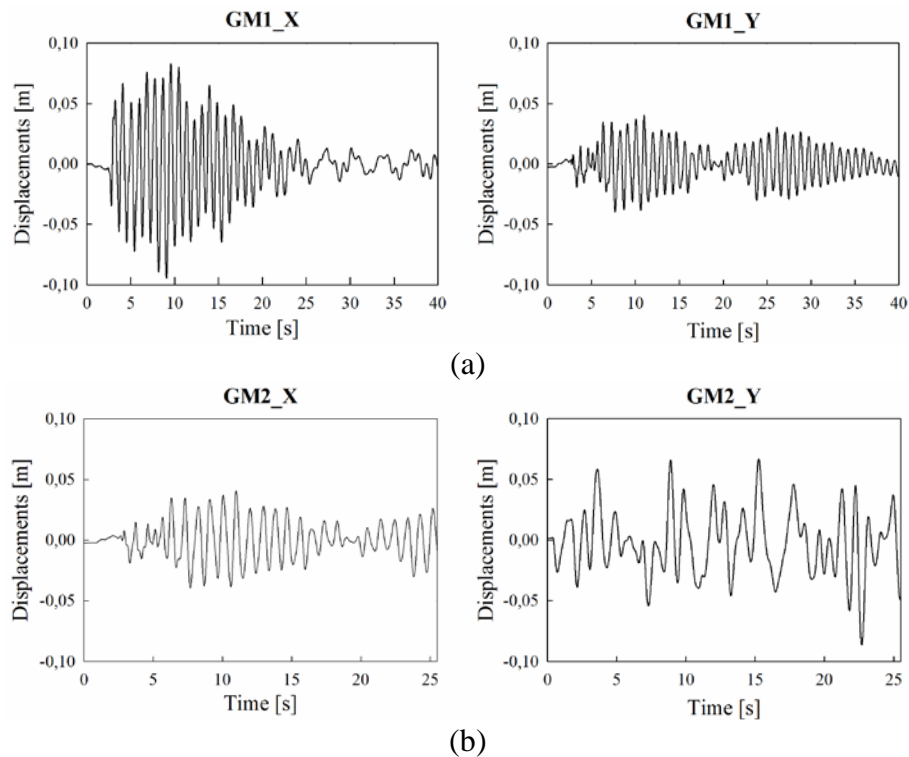 GM1_X
GM1_Y
0,10
0,05
0,00
-0,05
-0,10
Displacements [m]
0 5 10 15 20 25 30 35 40
Time [s]
0,10
0,05
0,00
-0,05
-0,10
Displacements [m]
0 5 10 15 20 25 30 35 40
Time [s]
(a)
GM2_X
GM2_Y
0,10
0,05
0,00
-0,05
-0,10
Displacements [m]
0 5 10 15 20 25
Time [s]
0,10
0,05
0,00
-0,05
-0,10
Displacements [m]
0 5 10 15 20 25
Time [s]
(b)